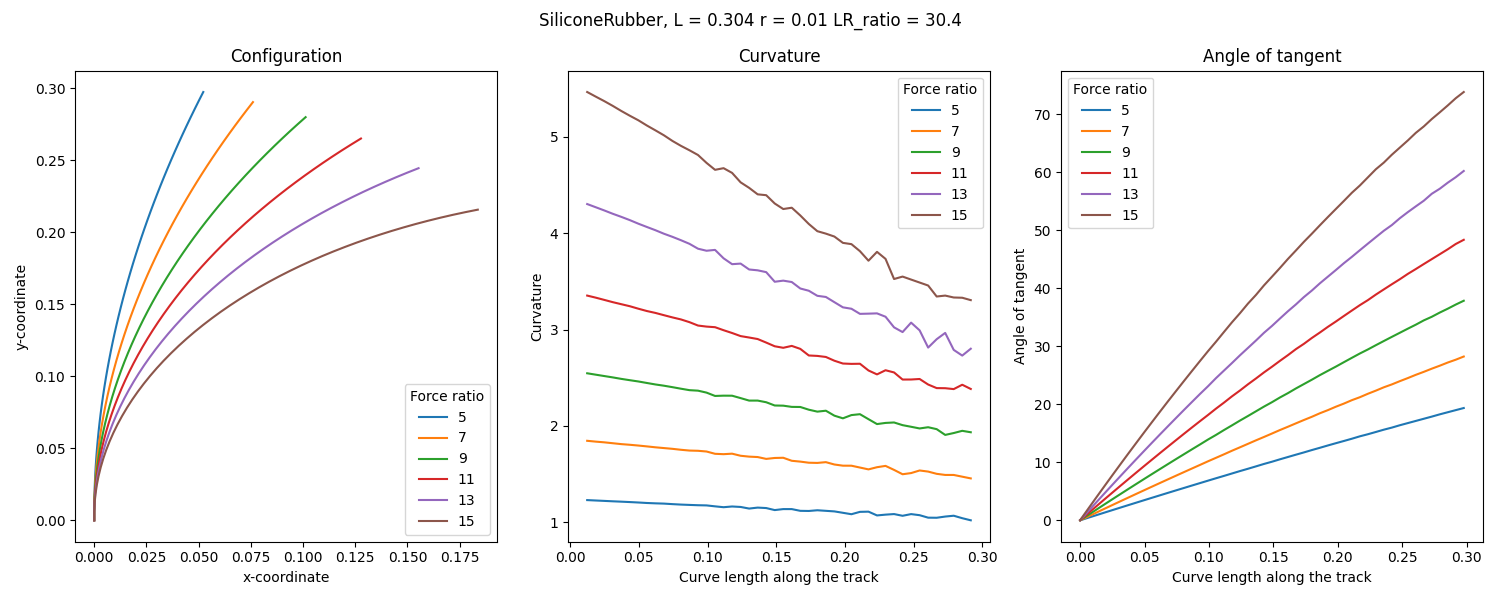 SiliconeRubber, L = 0.304 r = 0.01 LR_ratio = 30.4
Configuration
y-coordinate
0.30
0.25
0.20
0.15
0.10
0.05
0.00
0.000 0.025 0.050 0.075 0.100 0.125 0.150 0.175
x-coordinate
Force ratio
5
7
9
11
13
15
Curvature
Curvature
5
4
3
2
1
0.00 0.05 0.10 0.15 0.20 0.25 0.30
Curve length along the track
Force ratio
5
7
9
11
13
15
Angle of tangent
Angle of tangent
70
60
50
40
30
20
10
0
0.00 0.05 0.10 0.15 0.20 0.25 0.30
Curve length along the track
Force ratio
5
7
9
11
13
15